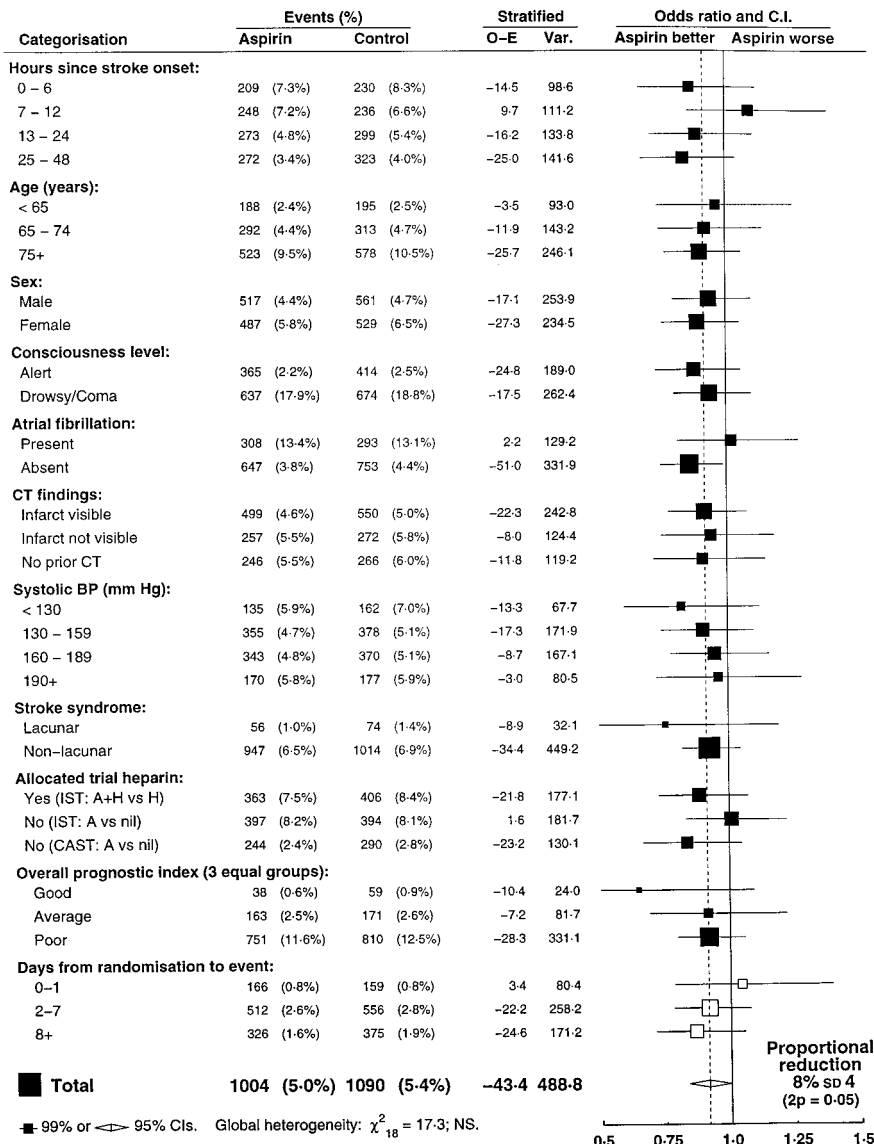 Events (%) Stratified Odds ratio and C.I.
Categorisation Aspirin Control O–E Var. Aspirin better Aspirin worse
Hours since stroke onset:
0 – 6 209 (7·3%) 230 (8·3%) –14·5 98·6
7 – 12 248 (7·2%) 236 (6·6%) 9·7 111·2
13 – 24 273 (4·8%) 299 (5·4%) –16·2 133·8
25 – 48 272 (3·4%) 323 (4·0%) –25·0 141·6
Age (years):
< 65 188 (2·4%) 195 (2·5%) –3·5 93·0
65 – 74 292 (4·4%) 313 (4·7%) –11·9 143·2
75+ 523 (9·5%) 578 (10·5%) –25·7 246·1
Sex:
Male 517 (4·4%) 561 (4·7%) –17·1 253·9
Female 487 (5·8%) 529 (6·5%) –27·3 234·5
Consciousness level:
Alert 365 (2·2%) 414 (2·5%) –24·8 189·0
Drowsy/Coma 637 (17·9%) 674 (18·8%) –17·5 262·4
Atrial fibrillation:
Present 308 (13·4%) 293 (13·1%) 2·2 129·2
Absent 647 (3·8%) 753 (4·4%) –51·0 331·9
CT findings:
Infarct visible 499 (4·6%) 550 (5·0%) –22·3 242·8
Infarct not visible 257 (5·5%) 272 (5·8%) –8·0 124·4
No prior CT 246 (5·5%) 266 (6·0%) –11·8 119·2
Systolic BP (mm Hg):
< 130 135 (5·9%) 162 (7·0%) –13·3 67·7
130 – 159 355 (4·7%) 378 (5·1%) –17·3 171·9
160 – 189 343 (4·8%) 370 (5·1%) –8·7 167·1
190+ 170 (5·8%) 177 (5·9%) –3·0 80·5
Stroke syndrome:
Lacunar 56 (1·0%) 74 (1·4%) –8·9 32·1
Non–lacunar 947 (6·5%) 1014 (6·9%) –34·4 449·2
Allocated trial heparin:
Yes (IST: A+H vs H) 363 (7·5%) 406 (8·4%) –21·8 177·1
No (IST: A vs nil) 397 (8·2%) 394 (8·1%) 1·6 181·7
No (CAST: A vs nil) 244 (2·4%) 290 (2·8%) –23·2 130·1
Overall prognostic index (3 equal groups):
Good 38 (0·6%) 59 (0·9%) –10·4 24·0
Average 163 (2·5%) 171 (2·6%) –7·2 81·7
Poor 751 (11·6%) 810 (12·5%) –28·3 331·1
Days from randomisation to event:
0–1 166 (0·8%) 159 (0·8%) 3·4 80·4
2–7 512 (2·6%) 556 (2·8%) –22·2 258·2
8+ 326 (1·6%) 375 (1·9%) –24·6 171·2
Proportional
reduction
Total 1004 (5·0%) 1090 (5·4%) –43·4 488·8 8% SD 4
(2p = 0·05)
99% or 95% CIs. Global heterogeneity: χ²₁₈ = 17·3; NS.
0·5 0·75 1·0 1·25 1·5